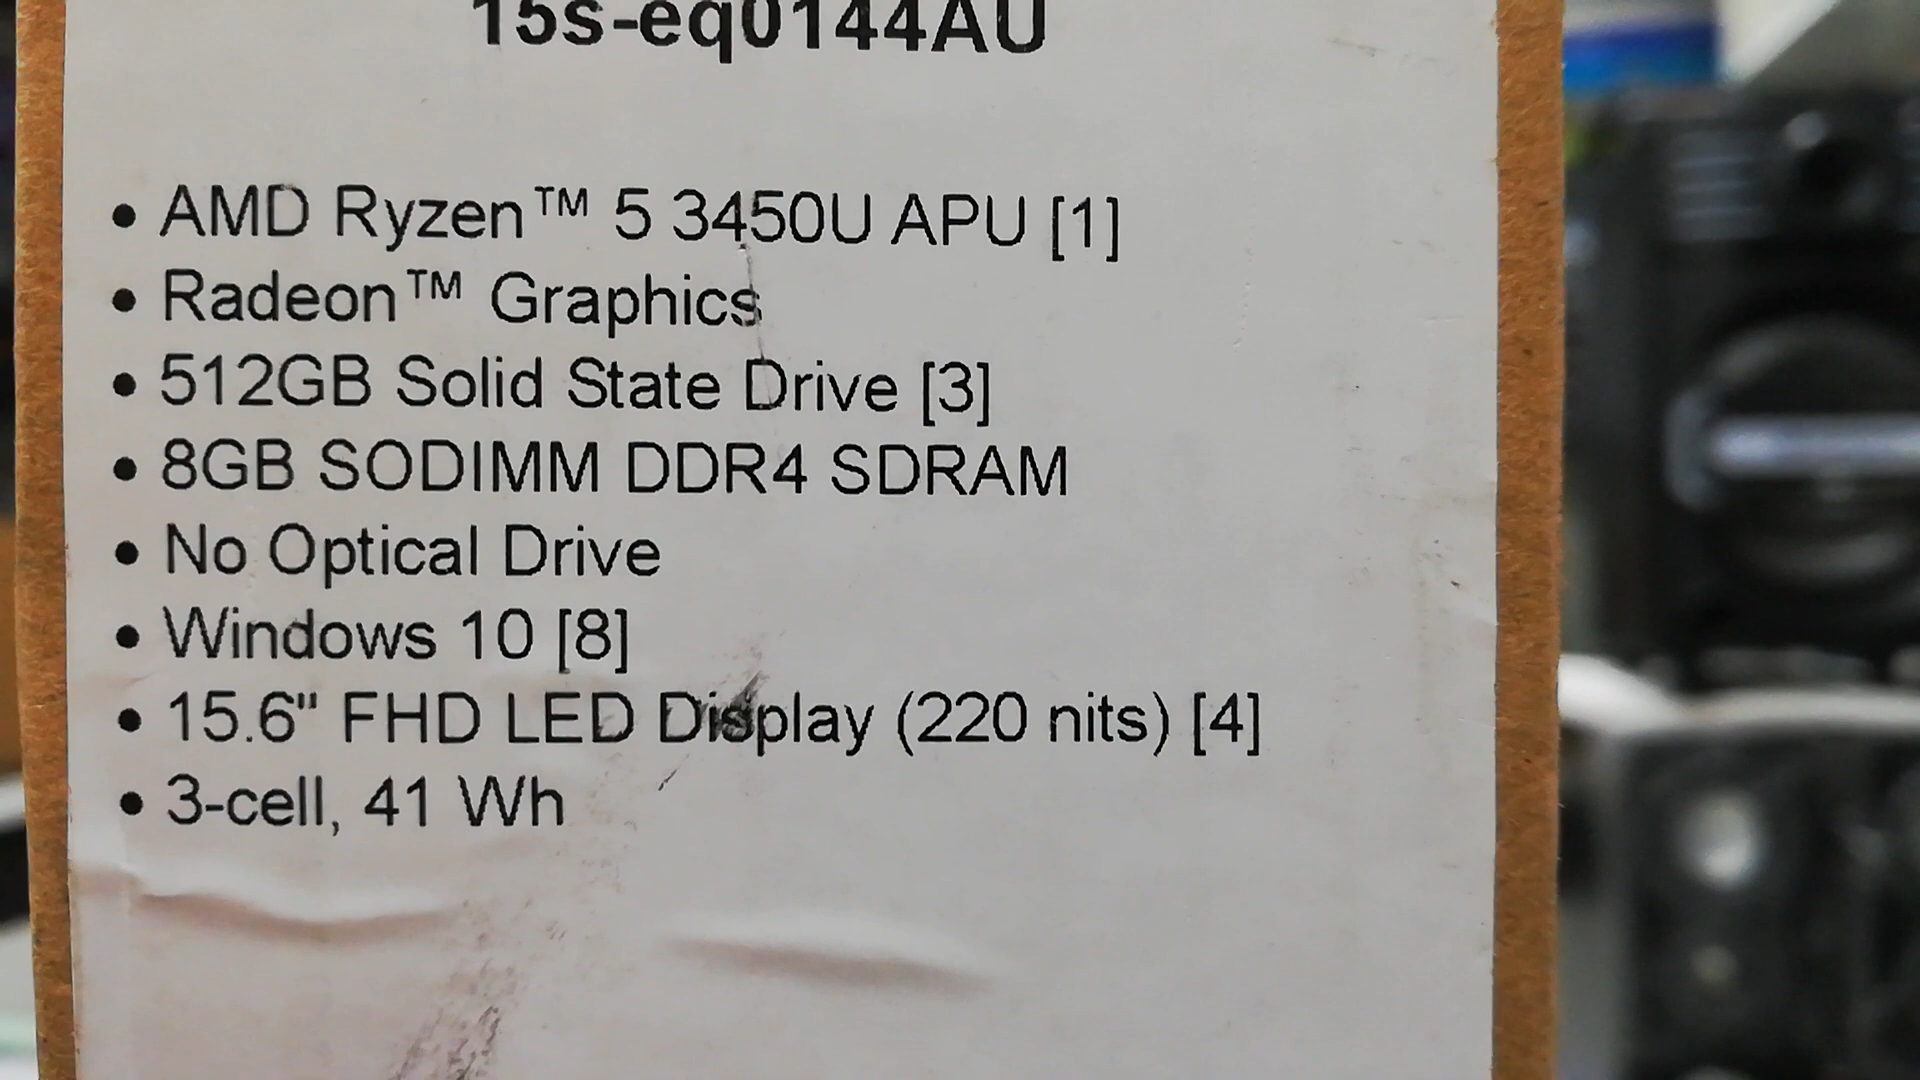 15s-eq0144AU
• AMD Ryzen™ 5 3450U APU [1]
• Radeon™ Graphics
• 512GB Solid State Drive [3]
• 8GB SODIMM DDR4 SDRAM
• No Optical Drive
• Windows 10 [8]
• 15.6" FHD LED Display (220 nits) [4]
• 3-cell, 41 Wh